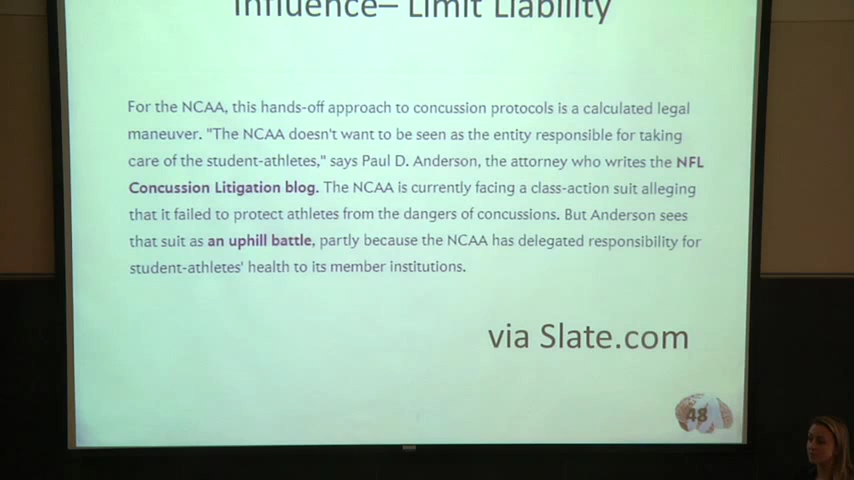 Influence– Limit Liability
For the NCAA, this hands-off approach to concussion protocols is a calculated legal
maneuver. "The NCAA doesn't want to be seen as the entity responsible for taking
care of the student-athletes," says Paul D. Anderson, the attorney who writes the NFL
Concussion Litigation blog. The NCAA is currently facing a class-action suit alleging
that it failed to protect athletes from the dangers of concussions. But Anderson sees
that suit as an uphill battle, partly because the NCAA has delegated responsibility for
student-athletes' health to its member institutions.
via Slate.com
48